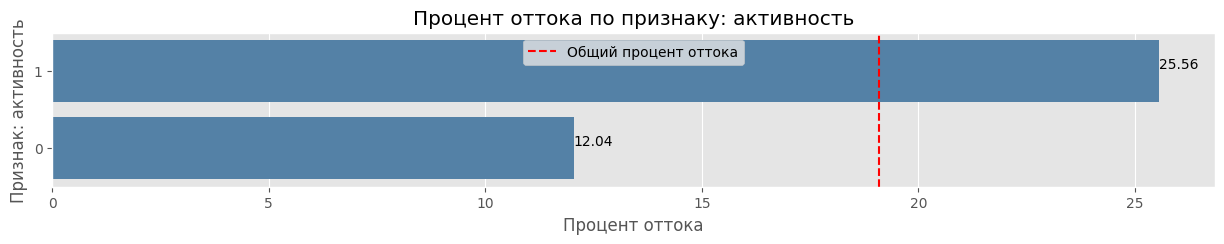 Процент оттока по признаку: активность
Признак: активность
Общий процент оттока
1
25.56
0
12.04
0 5 10 15 20 25
Процент оттока